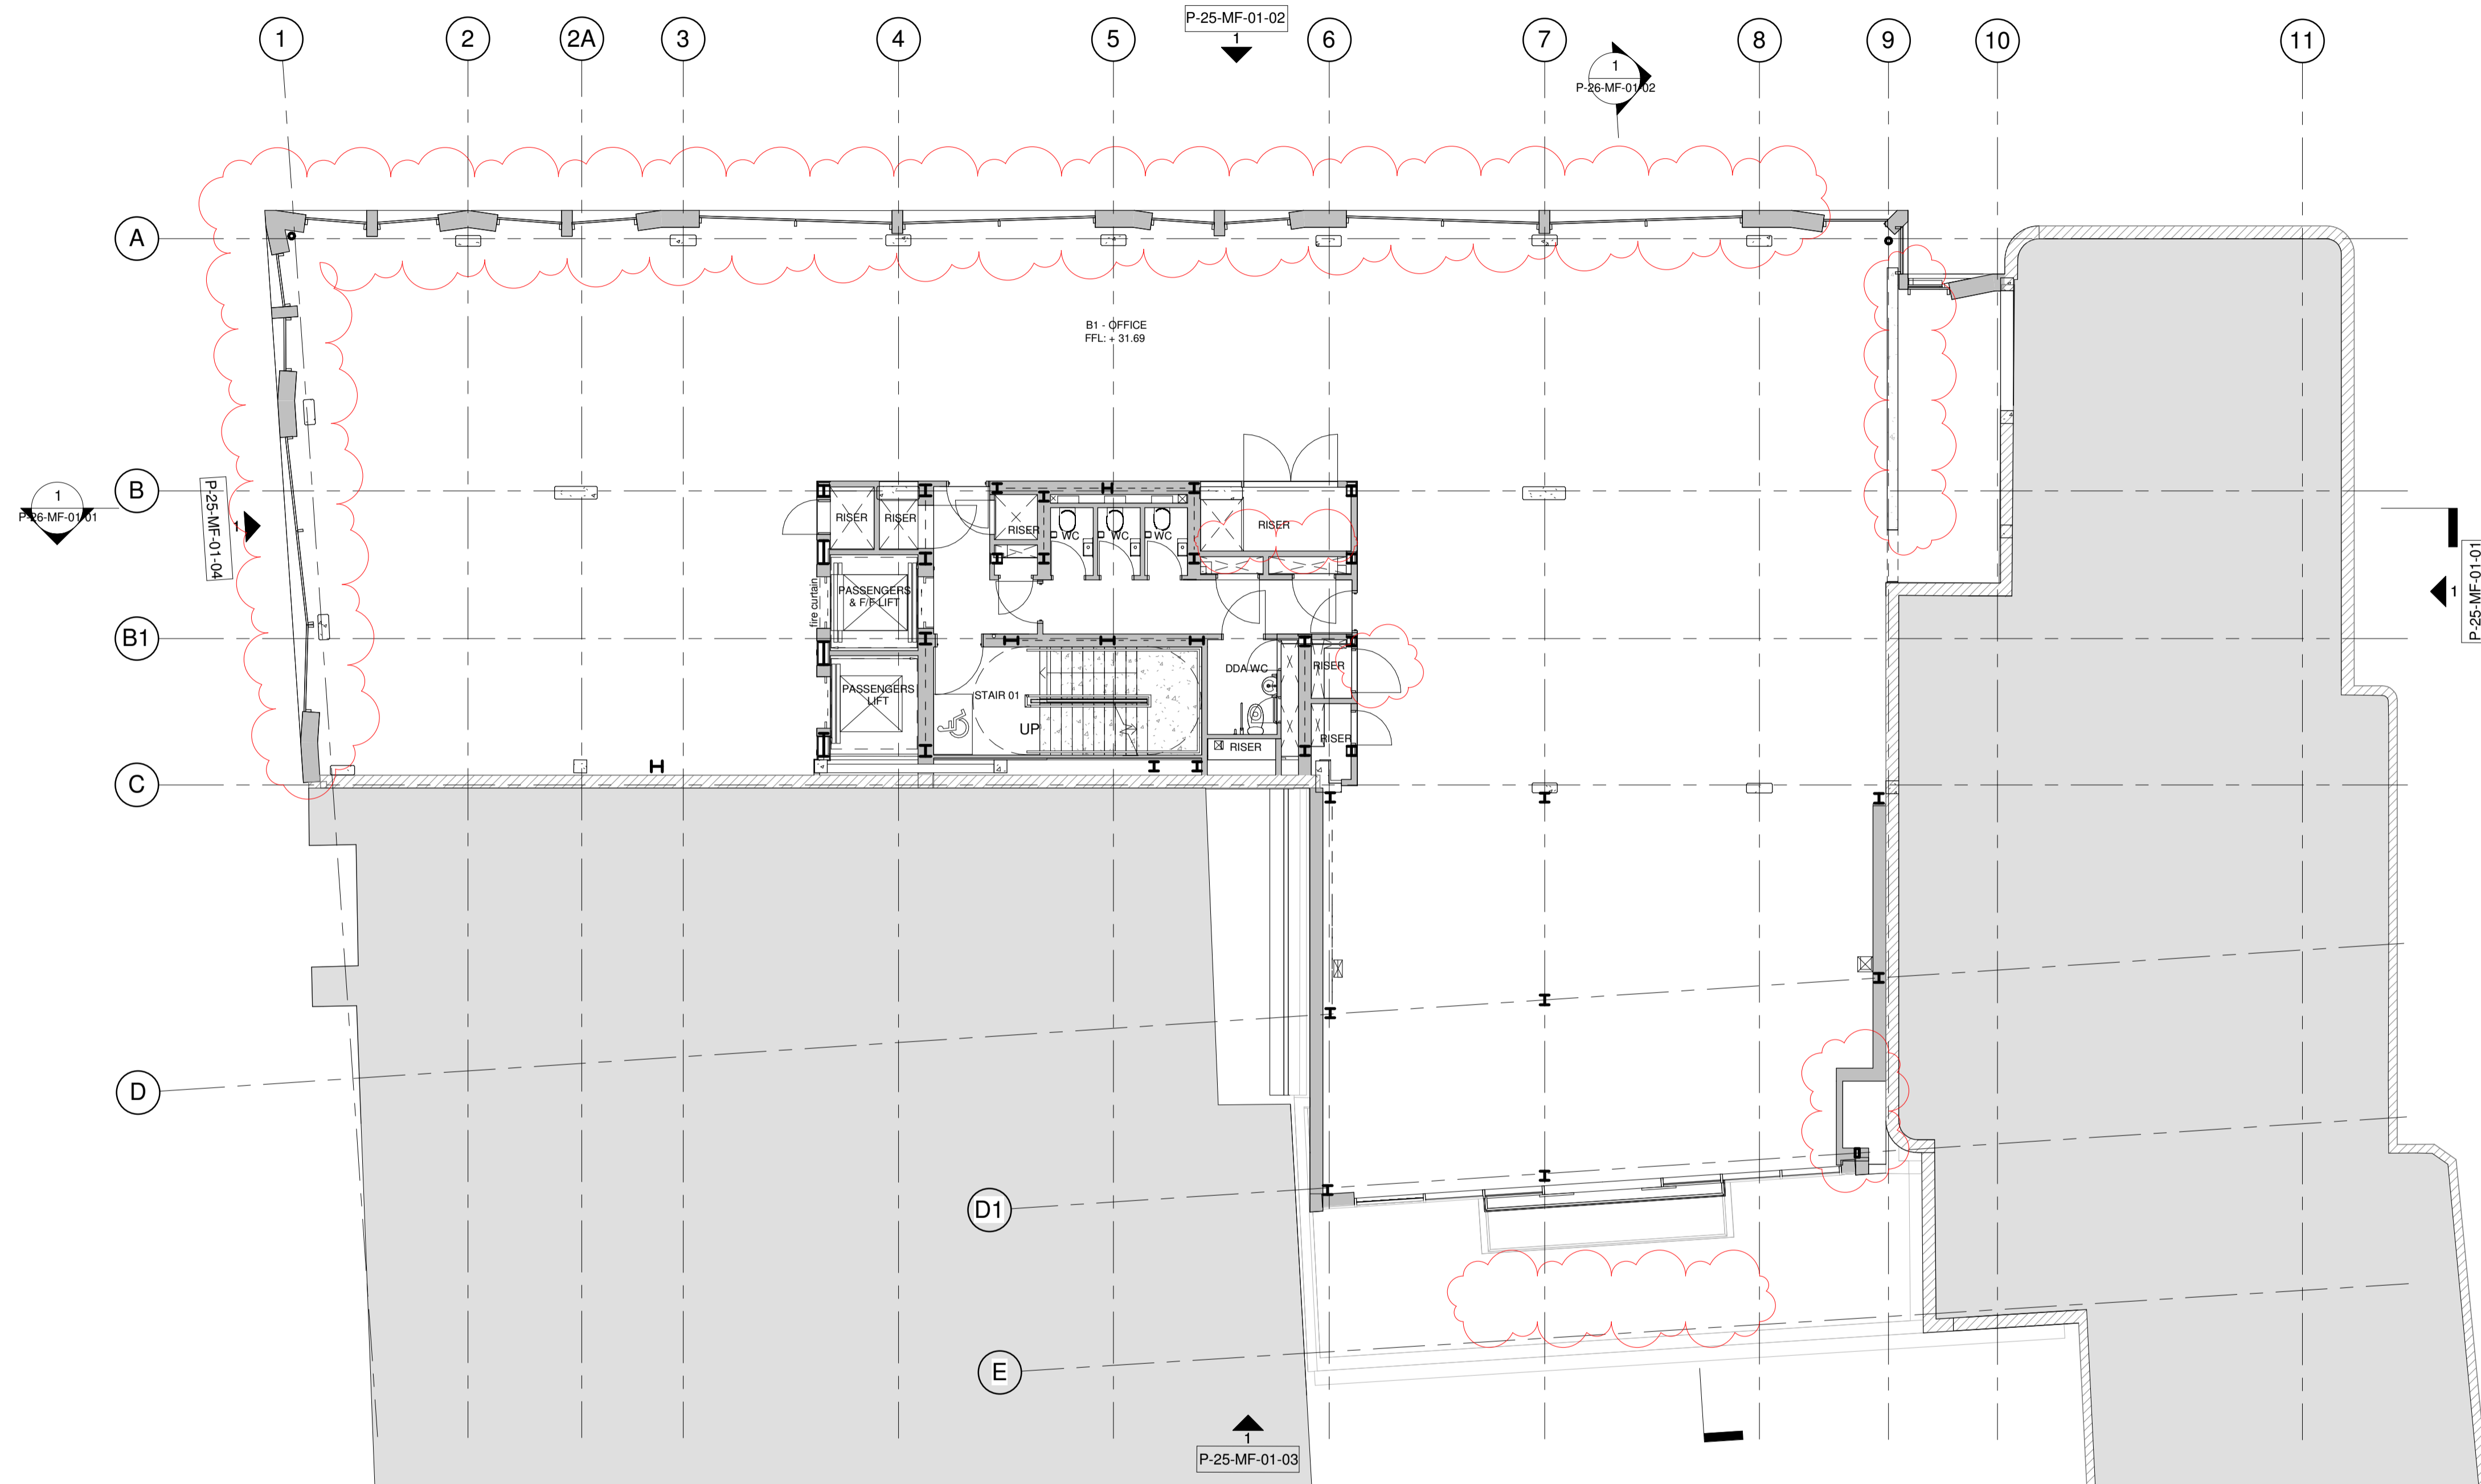 P-25-MF-01-02
1
1
2
2A
3
4
5
6
7
8
9
10
11
1
P-26-MF-01-02
A
B1 - OFFICE
FFL: + 31.69
B
1
P-26-MF-01-01
P-25-MF-01-04
1
RISER
RISER
RISER
WC
WC
WC
RISER
fire curtain
PASSENGERS
& F/F LIFT
P-25-MF-01-01
1
B1
DDA WC
RISER
PASSENGERS
LIFT
STAIR 01
UP
RISER
RISER
C
D
D1
E
1
P-25-MF-01-03